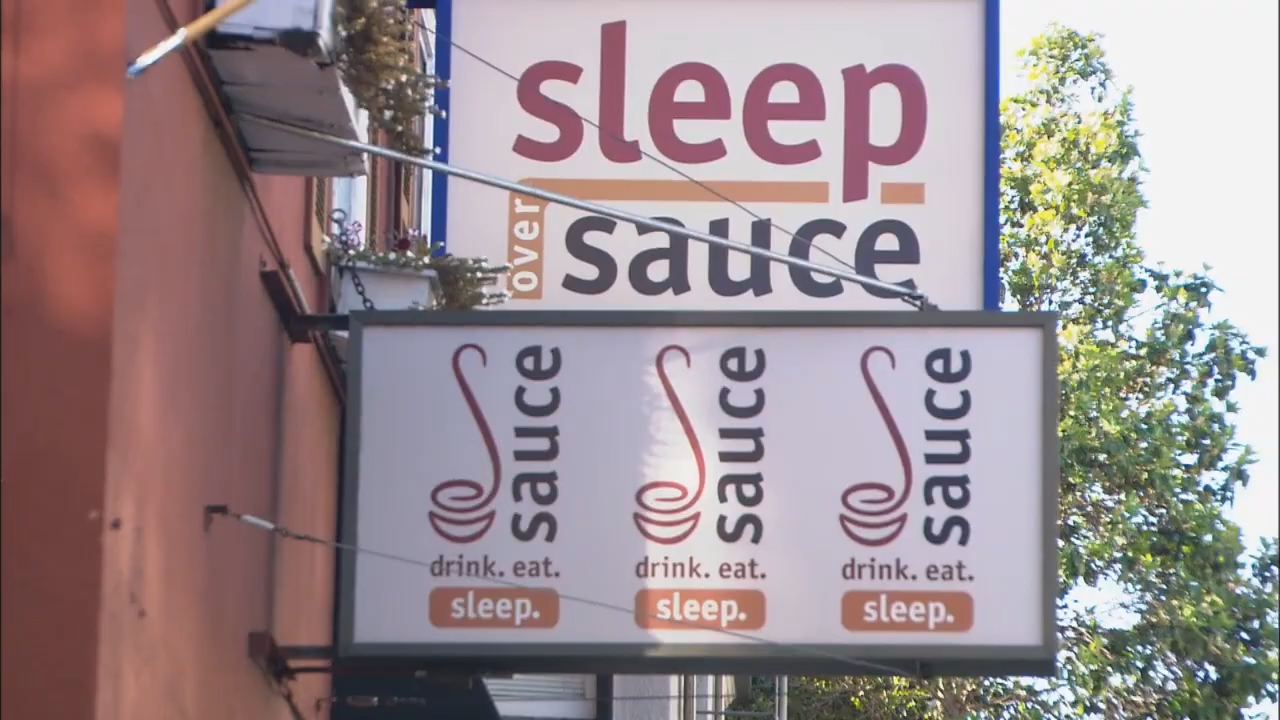 sleep
over
sauce
sauce
drink. eat.
sleep.
sauce
drink. eat.
sleep.
sauce
drink. eat.
sleep.